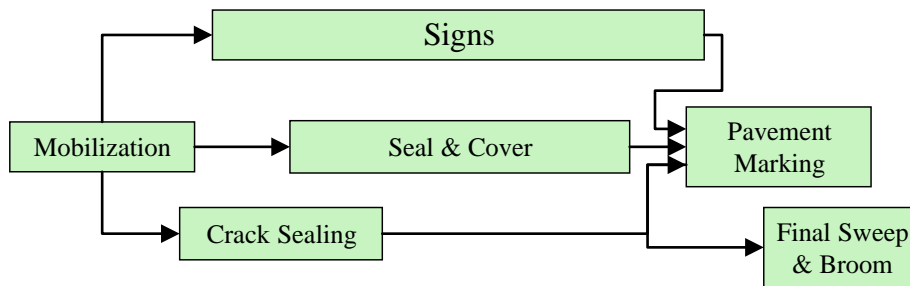 Signs
Mobilization
Seal & Cover
Pavement
Marking
Crack Sealing
Final Sweep
& Broom